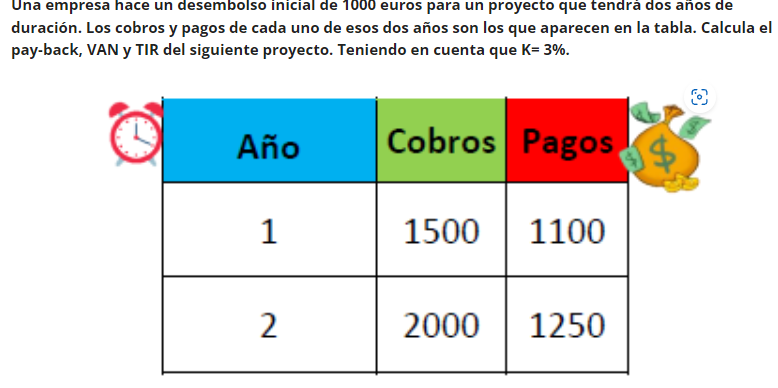 Una empresa hace un desembolso inicial de 1000 euros para un proyecto que tendrá dos años de
duración. Los cobros y pagos de cada uno de esos dos años son los que aparecen en la tabla. Calcula el
pay-back, VAN y TIR del siguiente proyecto. Teniendo en cuenta que K= 3%.
Año Cobros Pagos $ $ $
1 1500 1100
2 2000 1250